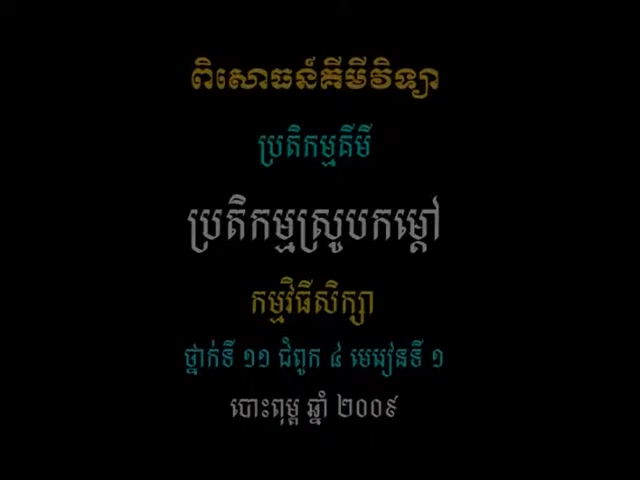 ពិសោធន៍គីមីវិទ្យា
ប្រតិកម្មគីមី
ប្រតិកម្មស្រូបកម្ដៅ
កម្មវិធីសិក្សា
ថ្នាក់ទី ១១ ជំពូក ៤ មេរៀនទី ១
បោះពុម្ព ឆ្នាំ ២០០៩